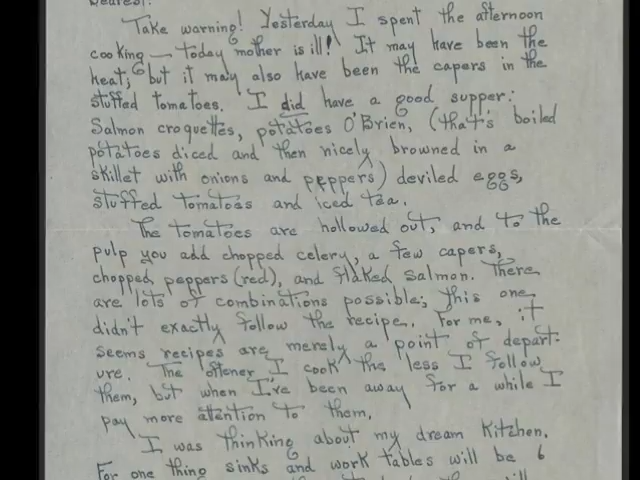 Dearest:
Take warning! Yesterday I spent the afternoon
cooking — Today mother is ill! It may have been the
heat; but it may also have been the capers in the
stuffed tomatoes. I did have a good supper:
Salmon croquettes, potatoes O'Brien, (that's boiled
potatoes diced and then nicely browned in a
skillet with onions and peppers) deviled eggs,
stuffed tomatoes and iced tea.
The tomatoes are hollowed out, and to the
pulp you add chopped celery, a few capers,
chopped peppers (red), and flaked salmon. There
are lots of combinations possible; this one
didn't exactly follow the recipe. For me, it
seems recipes are merely a point of depart-
ure. The oftener I cook the less I follow
them, but when I've been away for a while I
pay more attention to them.
I was thinking about my dream kitchen.
For one thing sinks and work tables will be 6